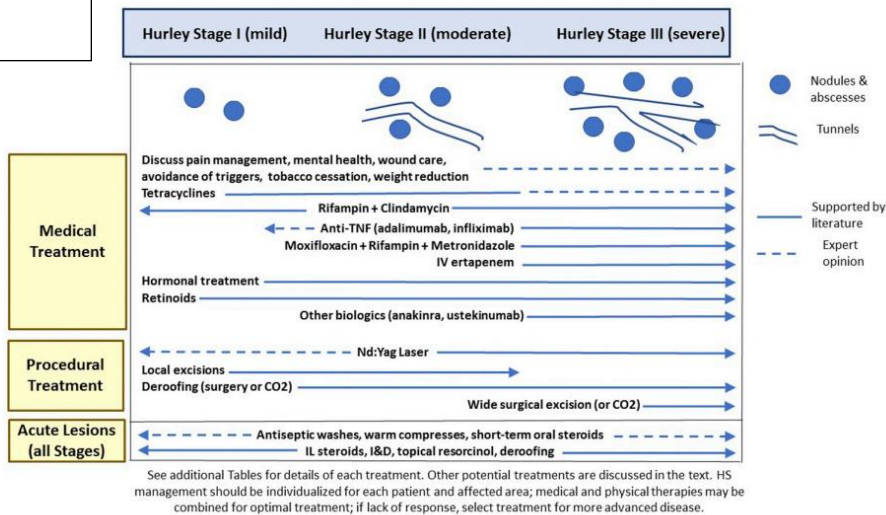 Hurley Stage I (mild)
Hurley Stage II (moderate)
Hurley Stage III (severe)
Nodules &
abscesses
Tunnels
Medical
Treatment
Discuss pain management, mental health, wound care,
avoidance of triggers, tobacco cessation, weight reduction
Tetracyclines
Rifampin + Clindamycin
Anti-TNF (adalimumab, infliximab)
Moxifloxacin + Rifampin + Metronidazole
IV ertapenem
Hormonal treatment
Retinoids
Other biologics (anakinra, ustekinumab)
Supported by
literature
Expert
opinion
Procedural
Treatment
Nd:Yag Laser
Local excisions
Deroofing (surgery or CO2)
Wide surgical excision (or CO2)
Acute Lesions
(all Stages)
Antiseptic washes, warm compresses, short-term oral steroids
IL steroids, I&D, topical resorcinol, deroofing
See additional Tables for details of each treatment. Other potential treatments are discussed in the text. HS
management should be individualized for each patient and affected area; medical and physical therapies may be
combined for optimal treatment; if lack of response, select treatment for more advanced disease.